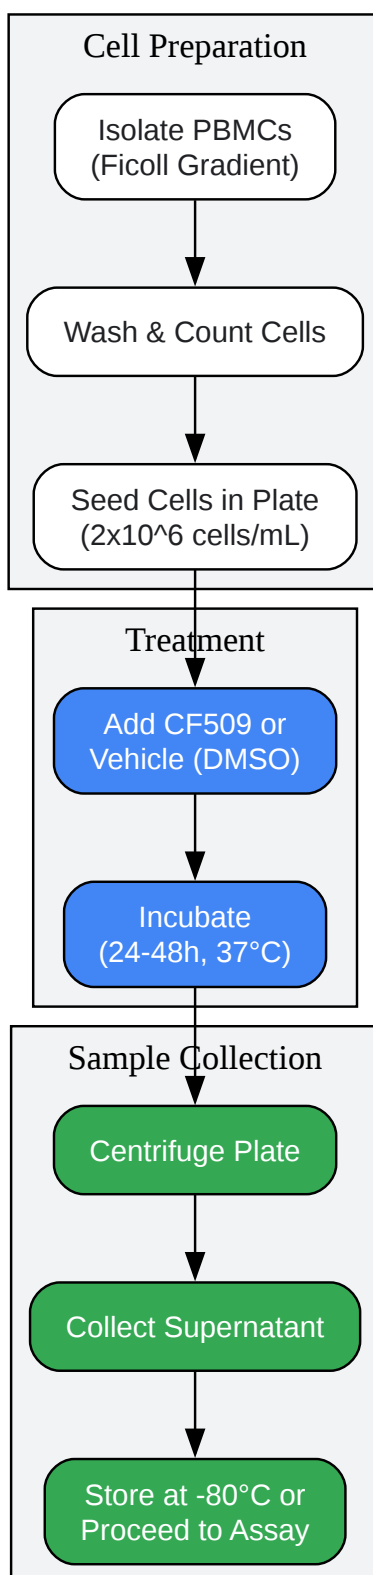 Cell Preparation
Isolate PBMCs
(Ficoll Gradient)
Wash & Count Cells
Seed Cells in Plate
(2x10^6 cells/mL)
Treatment
Add CF509 or
Vehicle (DMSO)
Incubate
(24-48h, 37°C)
Sample Collection
Centrifuge Plate
Collect Supernatant
Store at -80°C or
Proceed to Assay